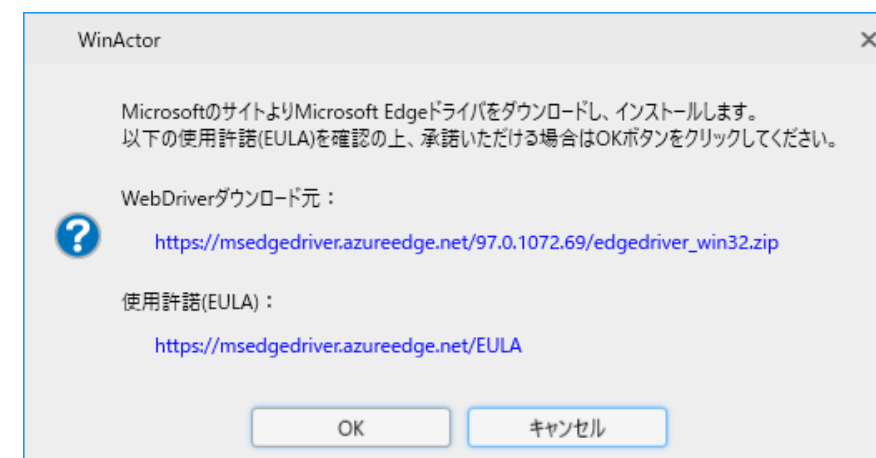 WinActor
MicrosoftのサイトよりMicrosoft Edgeドライバをダウンロードし、インストールします。
以下の使用許諾(EULA)を確認の上、承諾いただける場合はOKボタンをクリックしてください。
WebDriverダウンロード元：
https://msedgedriver.azureedge.net/97.0.1072.69/edgedriver_win32.zip
使用許諾(EULA)：
https://msedgedriver.azureedge.net/EULA
OK
キャンセル